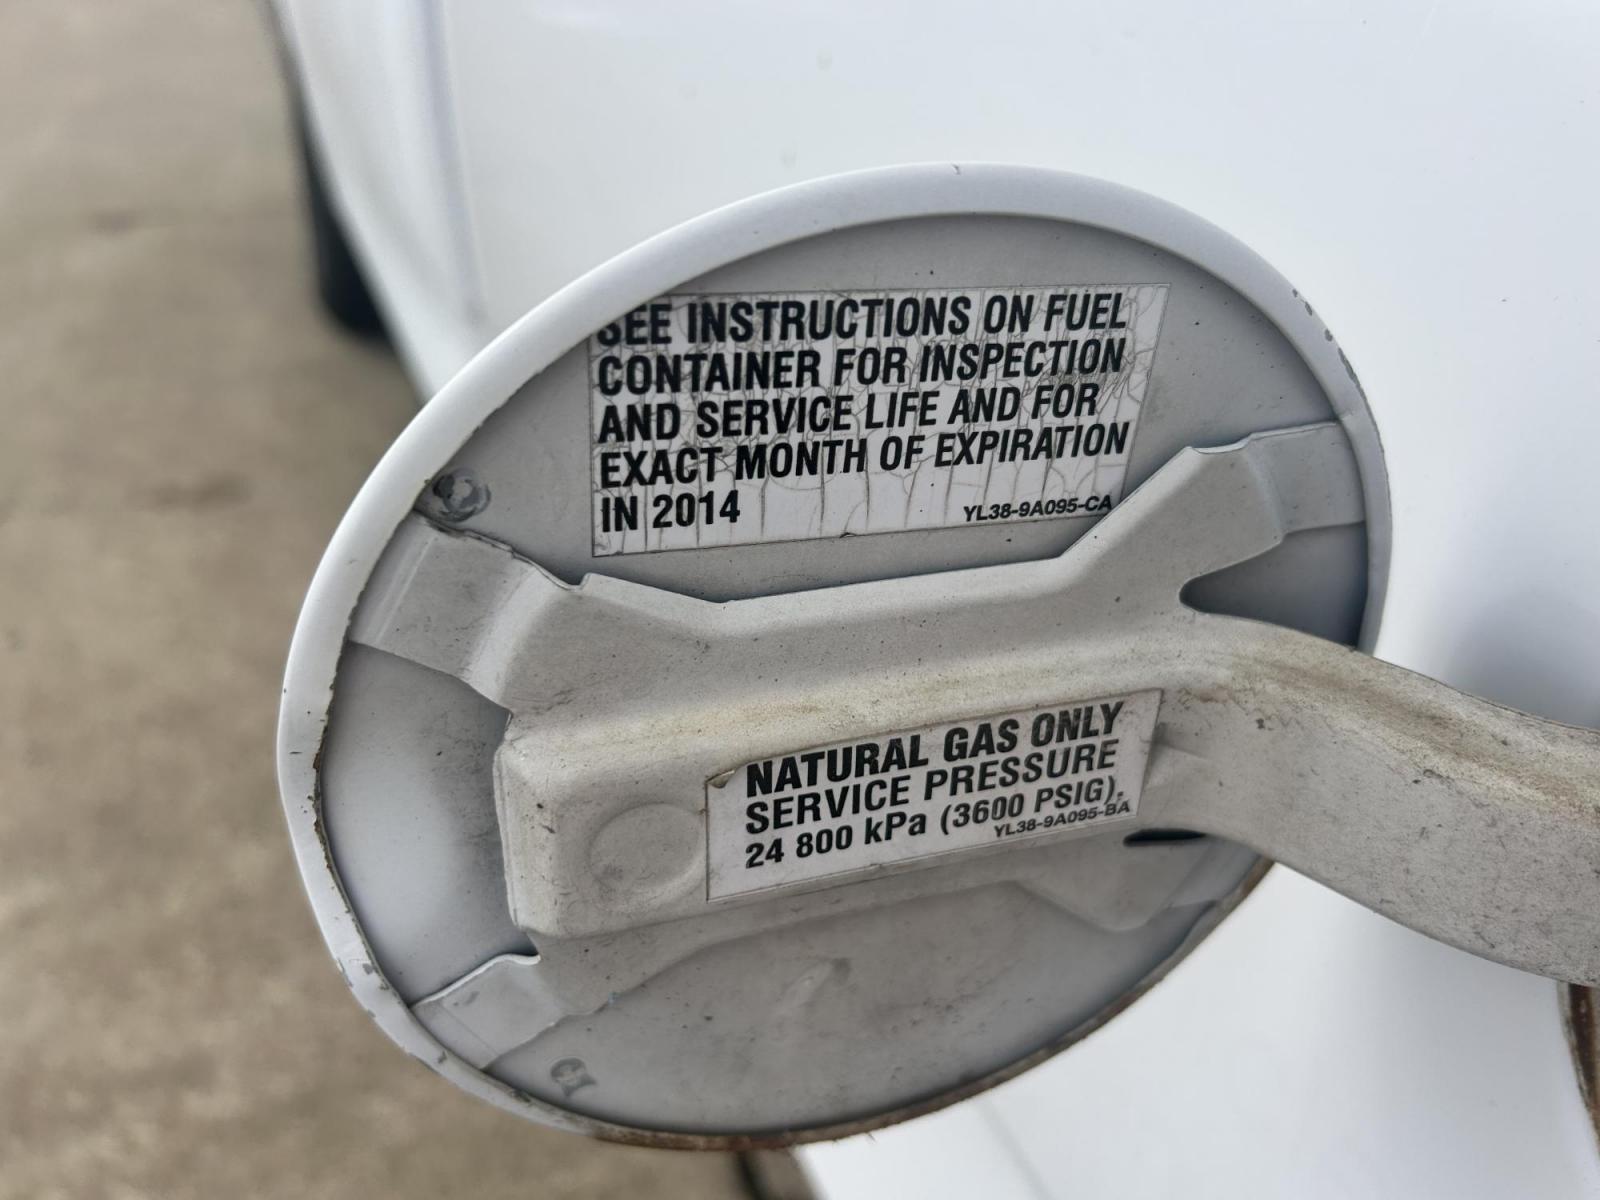 SEE INSTRUCTIONS ON FUEL
CONTAINER FOR INSPECTION
AND SERVICE LIFE AND FOR
EXACT MONTH OF EXPIRATION
IN 2014 YL38-9A095-CA
NATURAL GAS ONLY
SERVICE PRESSURE
24 800 kPa (3600 PSIG).
YL38-9A095-BA